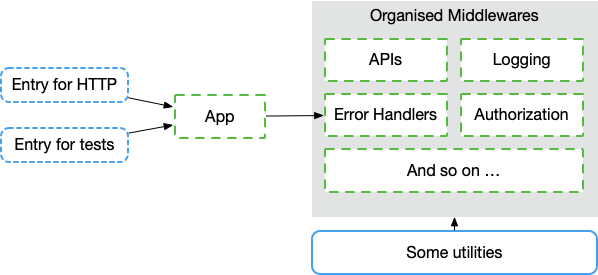 Organised Middlewares
APIs
Logging
Entry for HTTP
App
Error Handlers
Authorization
Entry for tests
And so on ...
Some utilities